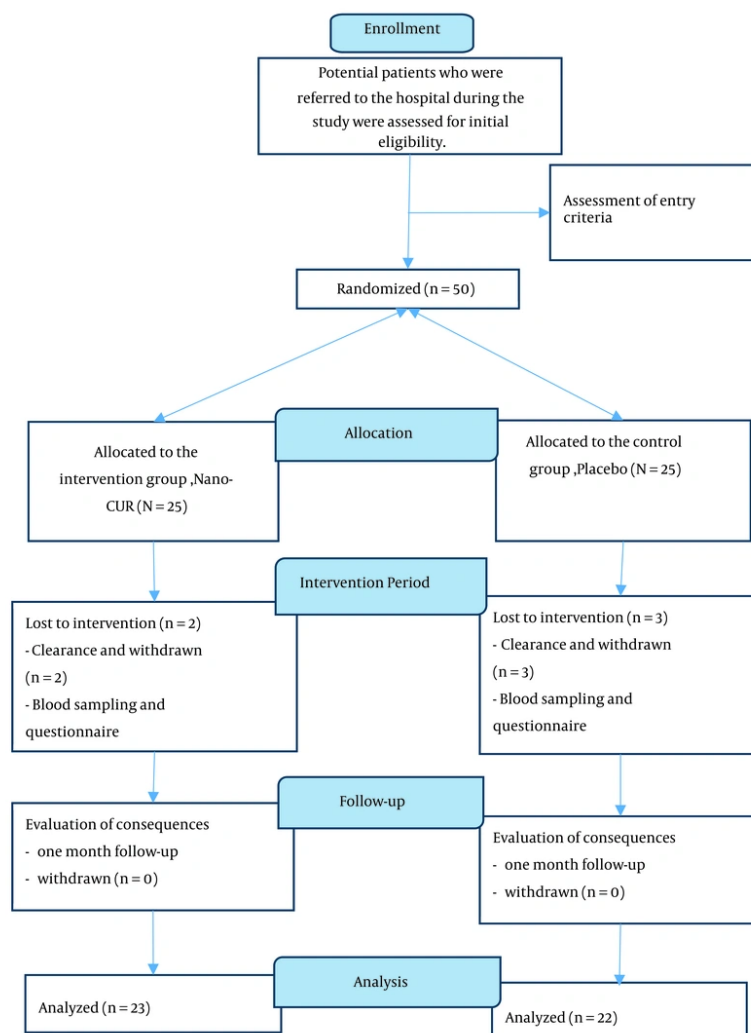 Enrollment
Potential patients who were
referred to the hospital during the
study were assessed for initial
eligibility.
Assessment of entry
criteria
Randomized (n = 50)
Allocation
Allocated to the
intervention group ,Nano-
CUR (N = 25)
Allocated to the control
group ,Placebo (N = 25)
Intervention Period
Lost to intervention (n = 2)
- Clearance and withdrawn
(n = 2)
- Blood sampling and
questionnaire
Lost to intervention (n = 3)
- Clearance and withdrawn
(n = 3)
- Blood sampling and
questionnaire
Follow-up
Evaluation of consequences
- one month follow-up
- withdrawn (n = 0)
Evaluation of consequences
- one month follow-up
- withdrawn (n = 0)
Analysis
Analyzed (n = 23)
Analyzed (n = 22)